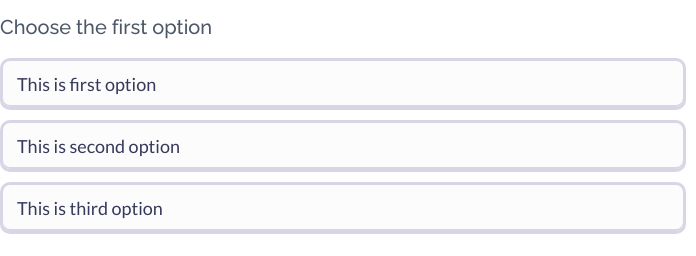 Choose the first option
This is first option
This is second option
This is third option